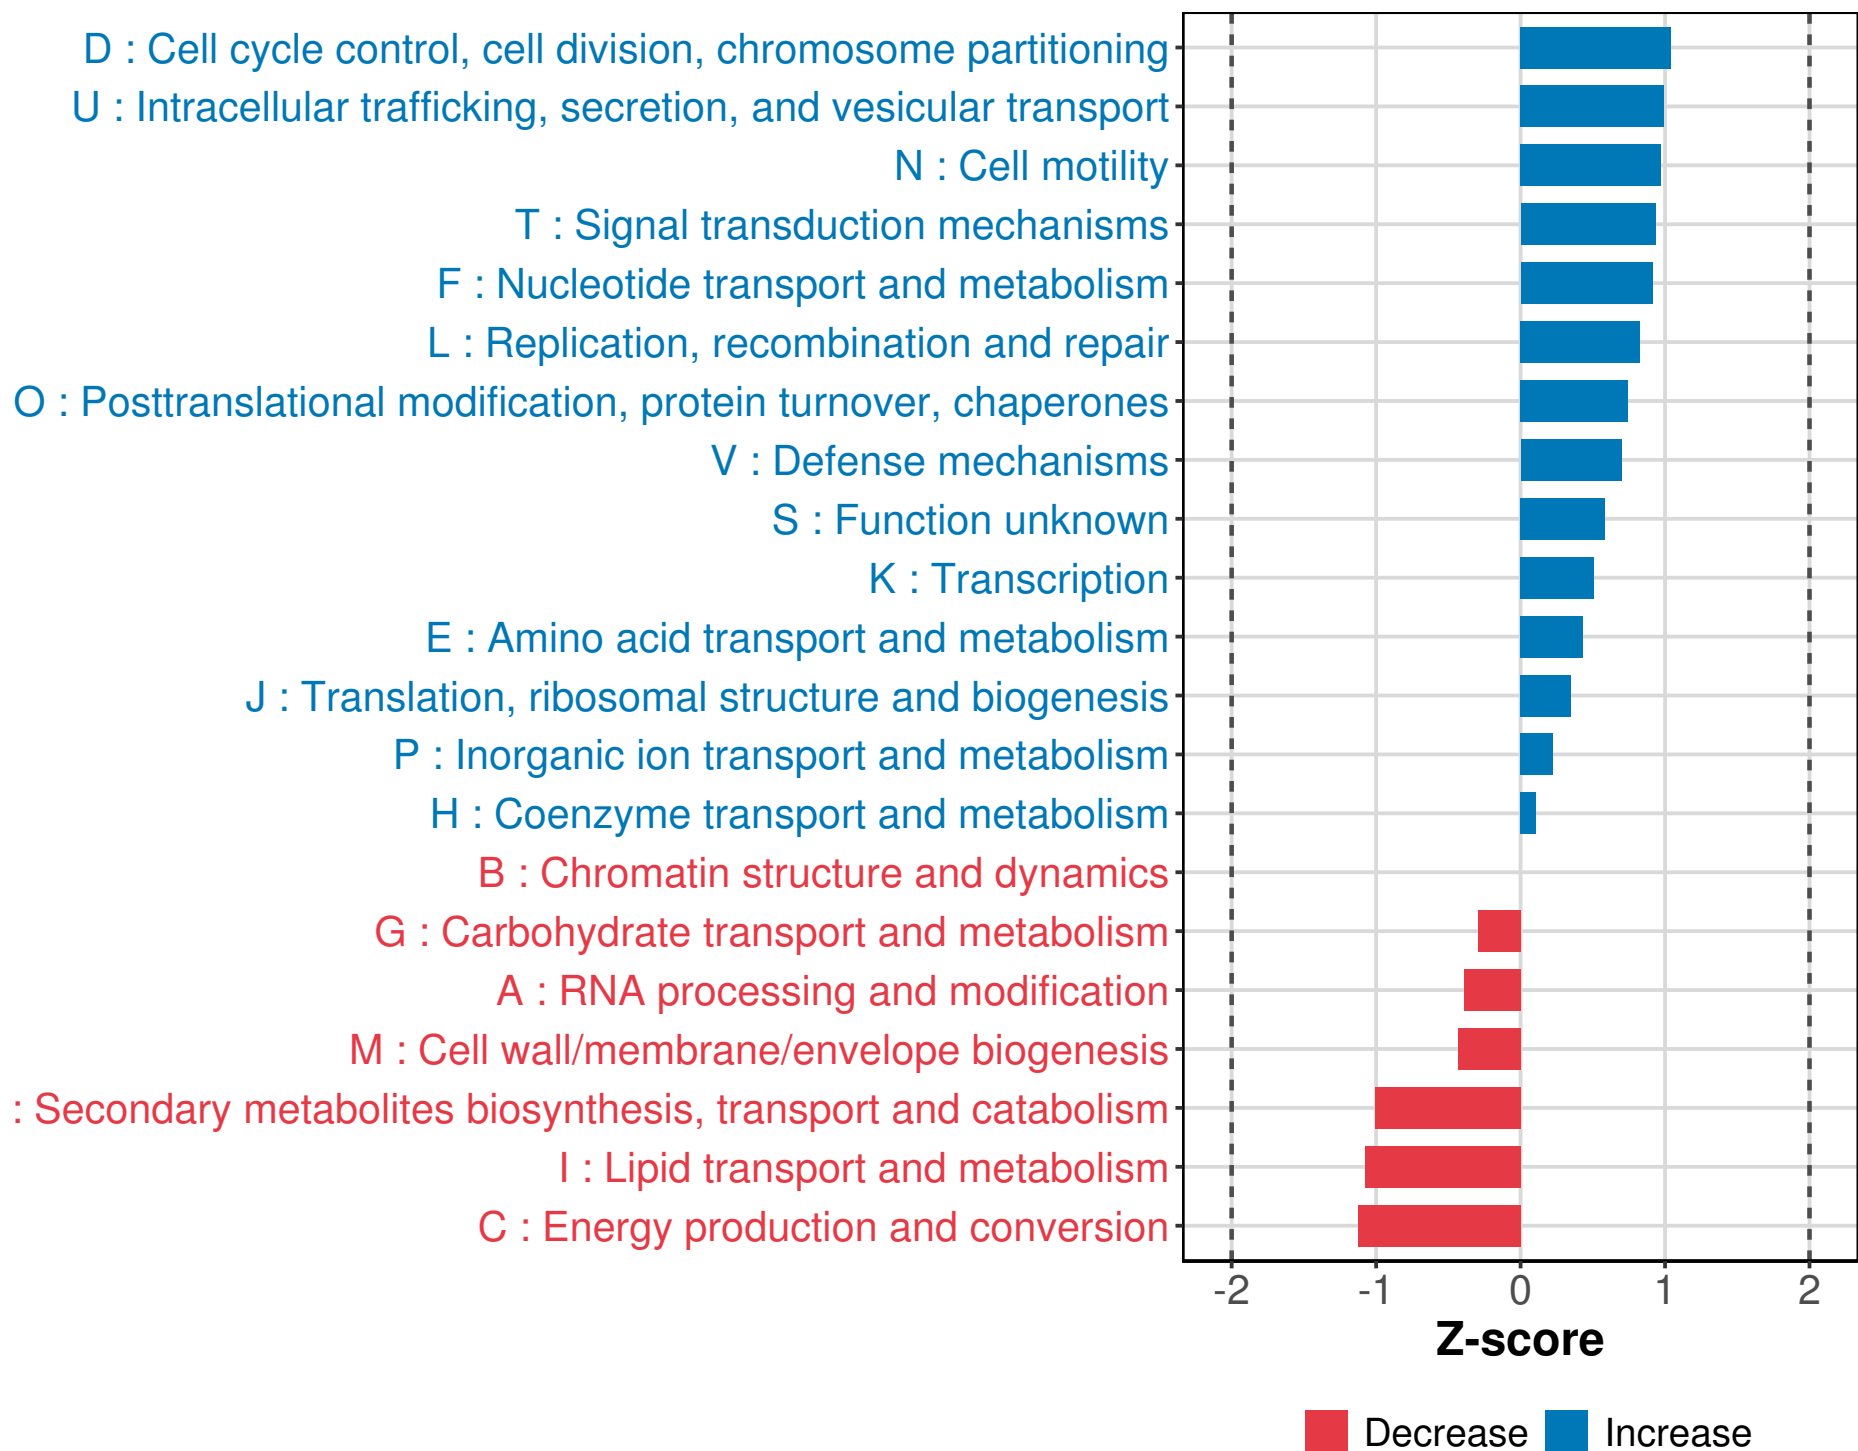 D : Cell cycle control, cell division, chromosome partitioning
U : Intracellular trafficking, secretion, and vesicular transport
N : Cell motility
T : Signal transduction mechanisms
F : Nucleotide transport and metabolism
L : Replication, recombination and repair
O : Posttranslational modification, protein turnover, chaperones
V : Defense mechanisms
S : Function unknown
K : Transcription
E : Amino acid transport and metabolism
J : Translation, ribosomal structure and biogenesis
P : Inorganic ion transport and metabolism
H : Coenzyme transport and metabolism
B : Chromatin structure and dynamics
G : Carbohydrate transport and metabolism
A : RNA processing and modification
M : Cell wall/membrane/envelope biogenesis
: Secondary metabolites biosynthesis, transport and catabolism
I : Lipid transport and metabolism
C : Energy production and conversion
-2 -1 0 1 2
Z-score
Decrease Increase